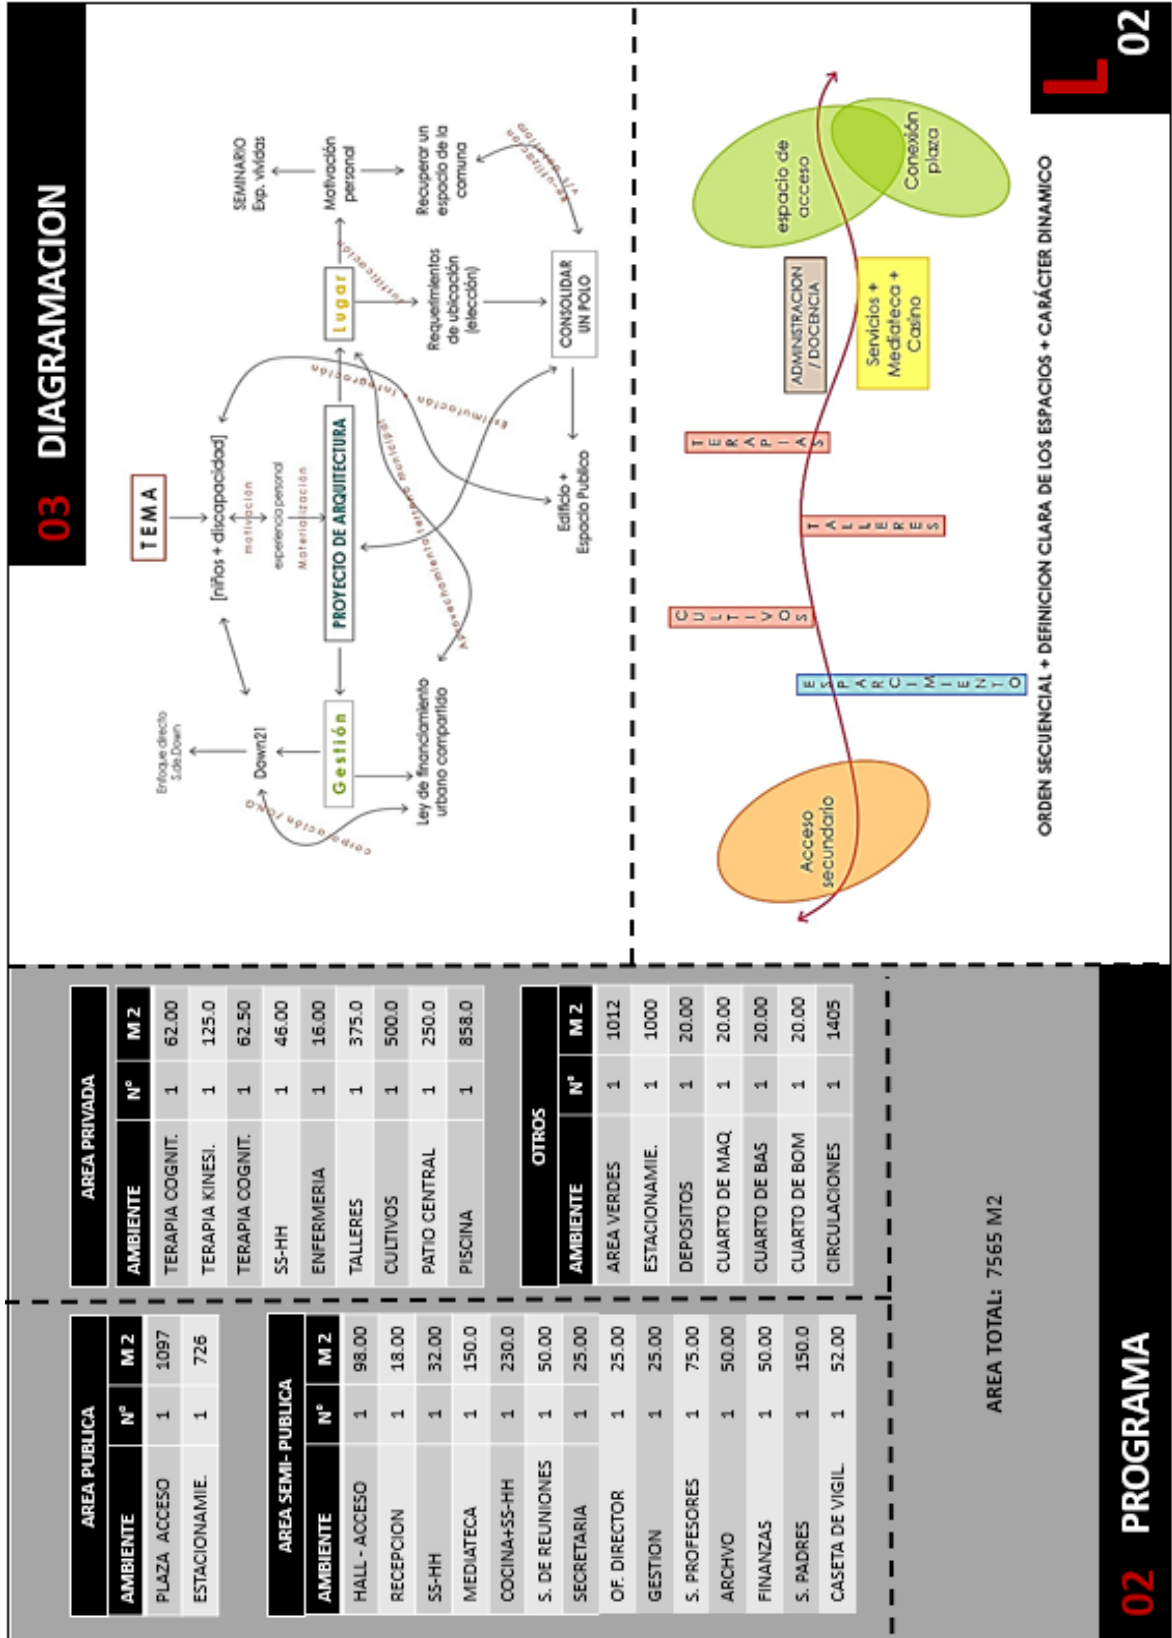 AREA PUBLICA
AMBIENTE N° M 2
PLAZA ACCESO 1 1097
ESTACIONAMIE. 1 726
AREA SEMI- PUBLICA
AMBIENTE N° M 2
HALL - ACCESO 1 98.00
RECEPCION 1 18.00
SS-HH 1 32.00
MEDIATECA 1 150.0
COCINA+SS-HH 1 230.0
S. DE REUNIONES 1 50.00
SECRETARIA 1 25.00
OF. DIRECTOR 1 25.00
GESTION 1 25.00
S. PROFESORES 1 75.00
ARCHVO 1 50.00
FINANZAS 1 50.00
S. PADRES 1 150.0
CASETA DE VIGIL. 1 52.00
AREA PRIVADA
AMBIENTE N° M 2
TERAPIA COGNIT. 1 62.00
TERAPIA KINESI. 1 125.0
TERAPIA COGNIT. 1 62.50
SS-HH 1 46.00
ENFERMERIA 1 16.00
TALLERES 1 375.0
CULTIVOS 1 500.0
PATIO CENTRAL 1 250.0
PISCINA 1 858.0
OTROS
AMBIENTE N° M 2
AREA VERDES 1 1012
ESTACIONAMIE. 1 1000
DEPOSITOS 1 20.00
CUARTO DE MAQ. 1 20.00
CUARTO DE BAS 1 20.00
CUARTO DE BOM 1 20.00
CIRCULACIONES 1 1405
AREA TOTAL: 7565 M2
02 PROGRAMA
03 DIAGRAMACION
TEMA
[niños + discapacidad]
motivación
experiencia personal
Materialización
PROYECTO DE ARQUITECTURA
Enfoque directo
S.de.Down
Down21
Gestión
corporación /O.N.G
Ley de financiamiento
urbano compartido
Aprovechamiento terreno municipal
Estimulación + integración
SEMINARIO
Exp. vividas
Motivación
personal
Lugar
Justificación
Requerimientos
de ubicación
(elección)
Recuperar un
espacio de la
comuna
Re-utilización
v/s
CONSOLIDAR
UN POLO
Edificio +
Espacio Publico
Acceso
secundario
ESPARCIMIENTO
CULTIVOS
TALLERES
TERAPIAS
ADMINISTRACION
/ DOCENCIA
Servicios +
Mediateca +
Casino
espacio de
acceso
Conexión
plaza
ORDEN SECUENCIAL + DEFINICION CLARA DE LOS ESPACIOS + CARÁCTER DINAMICO
L
02